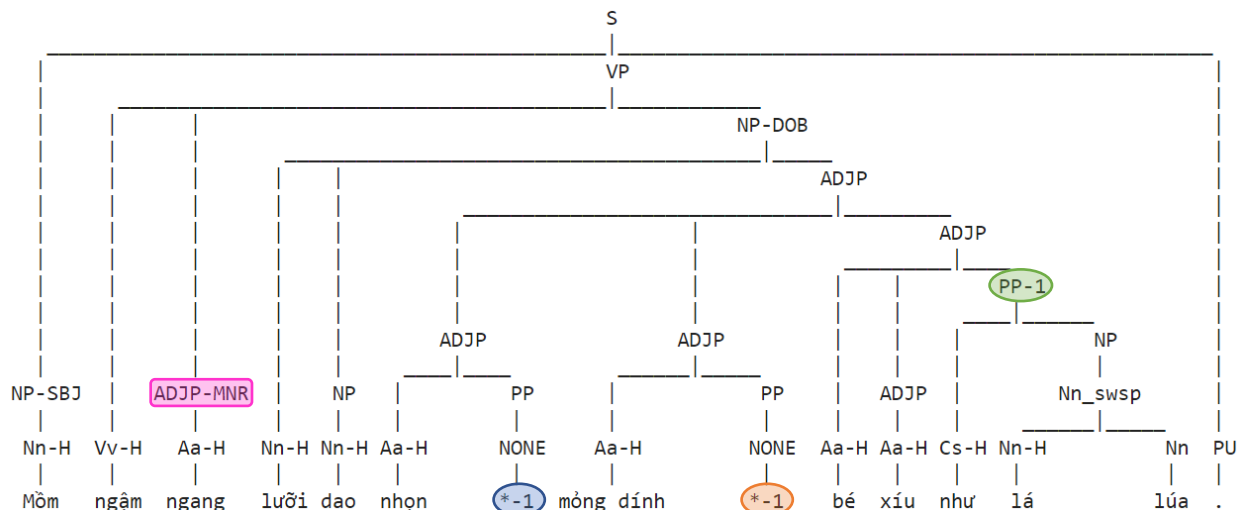 S
VP
NP-DOB
ADJP
ADJP
PP-1
ADJP ADJP NP
NP-SBJ ADJP-MNR NP PP PP ADJP Nn_swsp
Nn-H Vv-H Aa-H Nn-H Nn-H Aa-H NONE Aa-H NONE Aa-H Aa-H Cs-H Nn-H Nn PU
Mồm ngậm ngang lưỡi dao nhọn *-1 mỏng dính *-1 bé xíu như lá lúa .